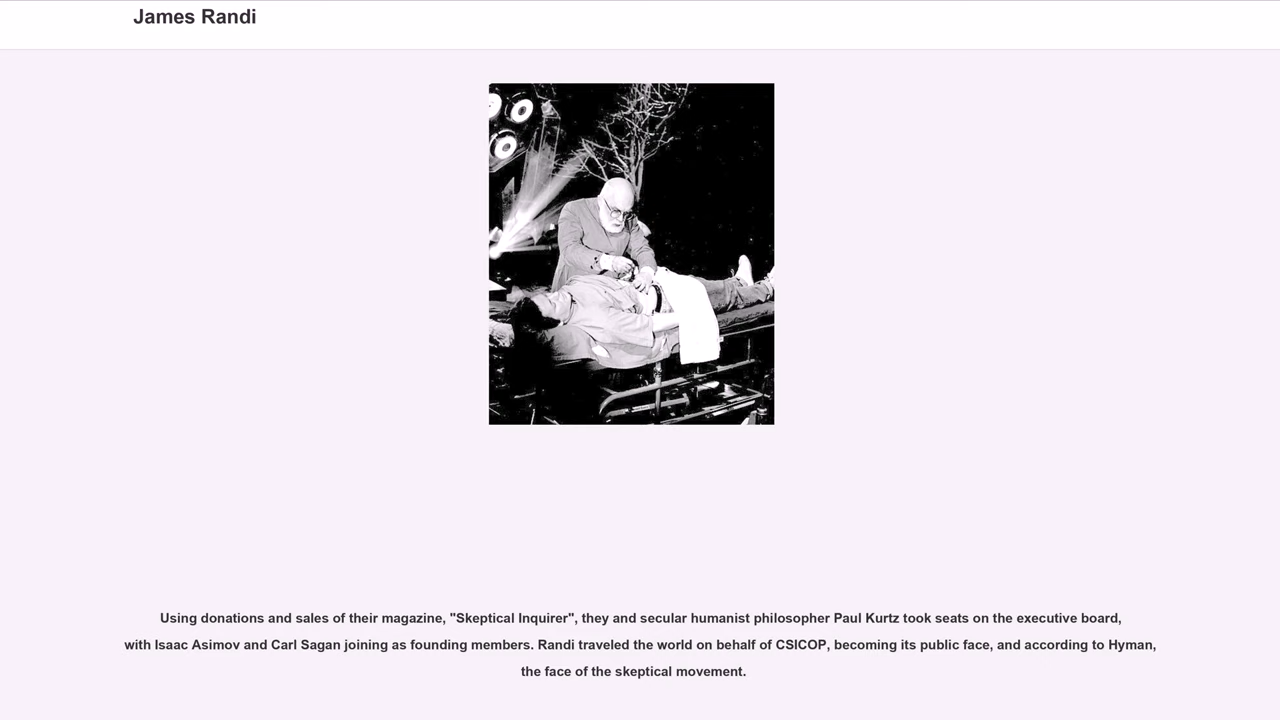 James Randi
Using donations and sales of their magazine, "Skeptical Inquirer", they and secular humanist philosopher Paul Kurtz took seats on the executive board,
with Isaac Asimov and Carl Sagan joining as founding members. Randi traveled the world on behalf of CSICOP, becoming its public face, and according to Hyman,
the face of the skeptical movement.